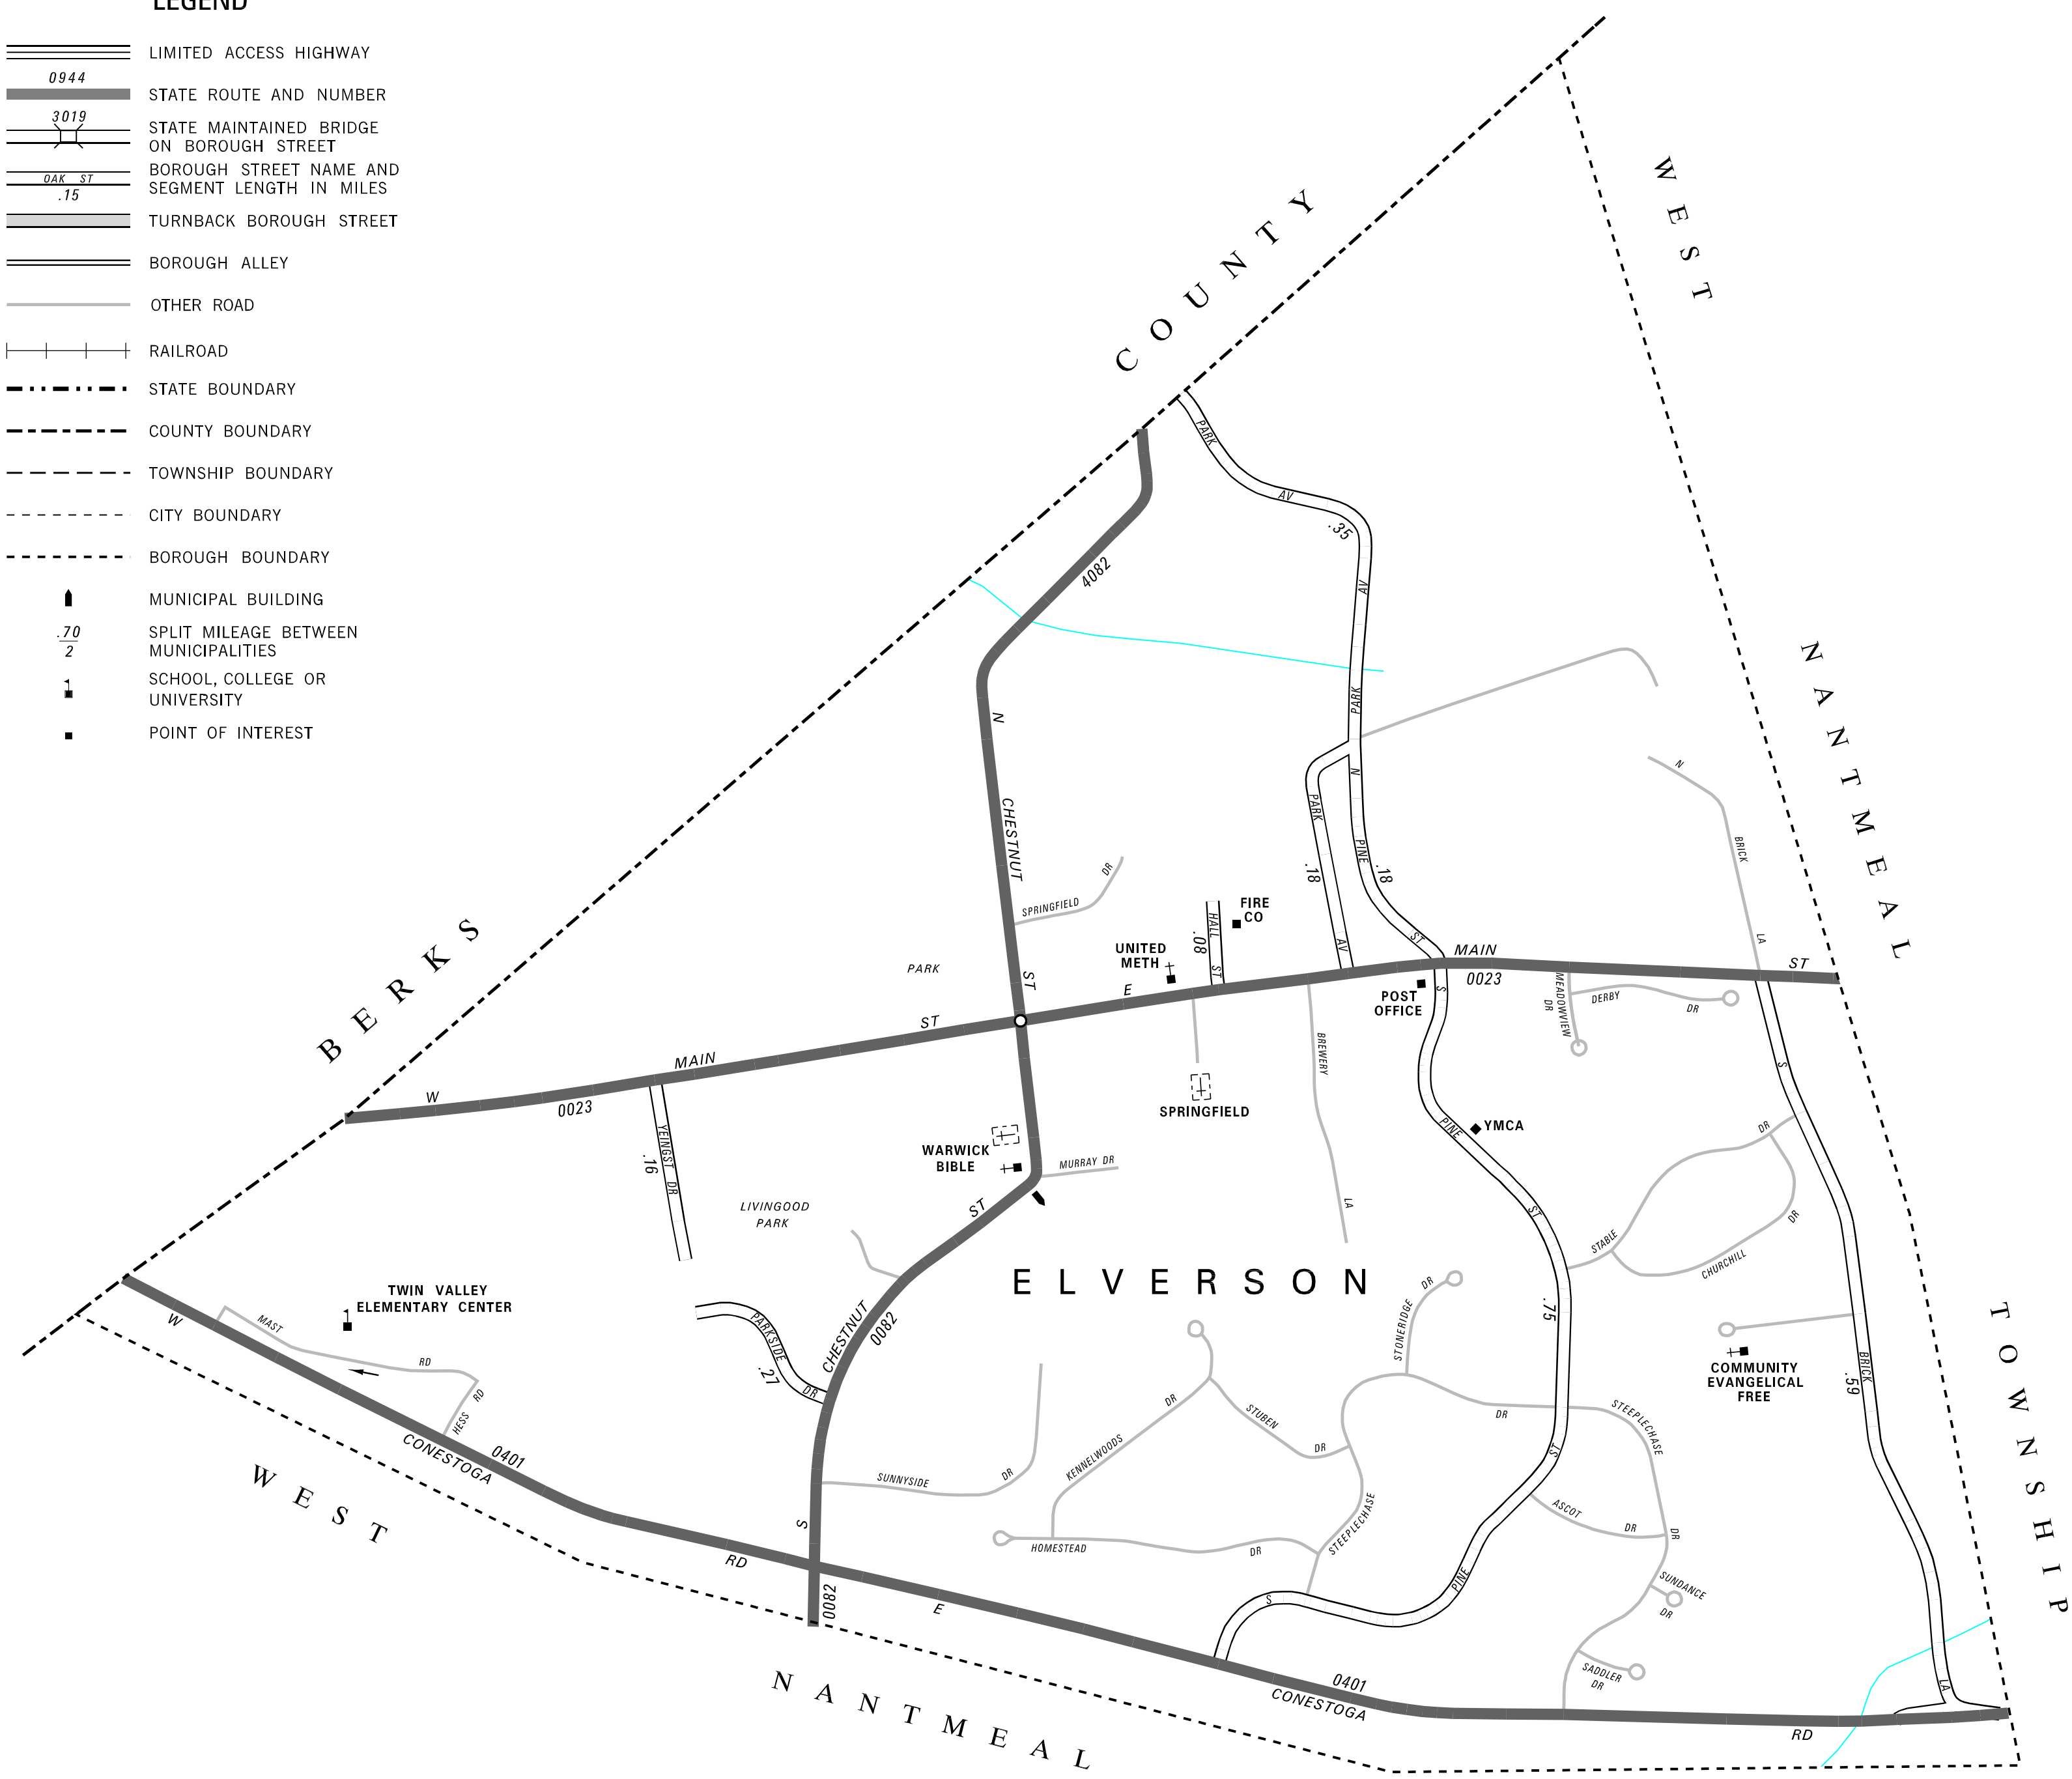 LEGEND
LIMITED ACCESS HIGHWAY
0944
STATE ROUTE AND NUMBER
3019
STATE MAINTAINED BRIDGE
ON BOROUGH STREET
OAK ST
.15
BOROUGH STREET NAME AND
SEGMENT LENGTH IN MILES
TURNBACK BOROUGH STREET
BOROUGH ALLEY
OTHER ROAD
RAILROAD
STATE BOUNDARY
COUNTY BOUNDARY
TOWNSHIP BOUNDARY
CITY BOUNDARY
BOROUGH BOUNDARY
MUNICIPAL BUILDING
.70
2
SPLIT MILEAGE BETWEEN
MUNICIPALITIES
SCHOOL, COLLEGE OR
UNIVERSITY
POINT OF INTEREST
BERKS COUNTY
WEST NANTMEAL TOWNSHIP
PARK AV
.35
AV
PARK
4082
N CHESTNUT ST
SPRINGFIELD DR
PARK AV
.18
N PINE ST
.18
N BRICK LA
FIRE
CO
HALL ST
.08
UNITED
METH
PARK
W MAIN ST
0023
E MAIN ST
0023
POST
OFFICE
MEADOWVIEW
DR
DERBY DR
YEINGST DR
.16
BREWERY LA
SPRINGFIELD
WARWICK
BIBLE
MURRAY DR
YMCA
S PINE ST
.75
LIVINGOOD
PARK
ELVERSON
STABLE DR
CHURCHILL DR
S BRICK LA
.59
TWIN VALLEY
ELEMENTARY CENTER
MAST RD
HESS RD
PARKSIDE DR
.27
CHESTNUT ST
0082
S
STONERIDGE DR
COMMUNITY
EVANGELICAL
FREE
STUBEN DR
KENNELWOODS DR
STEEPLECHASE DR
STEEPLECHASE DR
SUNNYSIDE DR
HOMESTEAD DR
ASCOT DR
SUNDANCE
DR
SADDLER
DR
ST
PINE
S
W CONESTOGA RD
0401
0082
E CONESTOGA RD
0401
WEST NANTMEAL